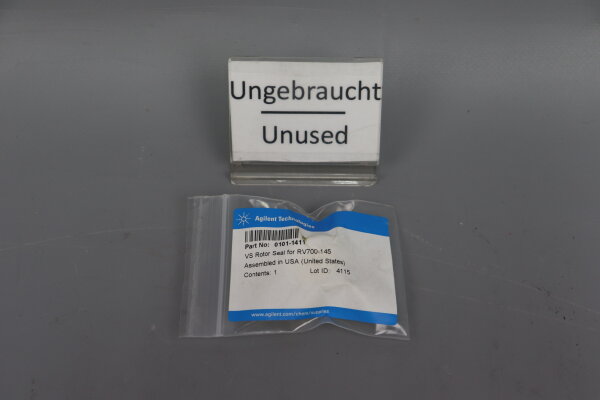 Ungebraucht
Unused
Agilent Technologies
Part No: 0101-1411
VS Rotor Seal for RV700-145
Assembled in USA (United States)
Contents: 1 Lot ID: 4115
www.agilent.com/chem/supplies